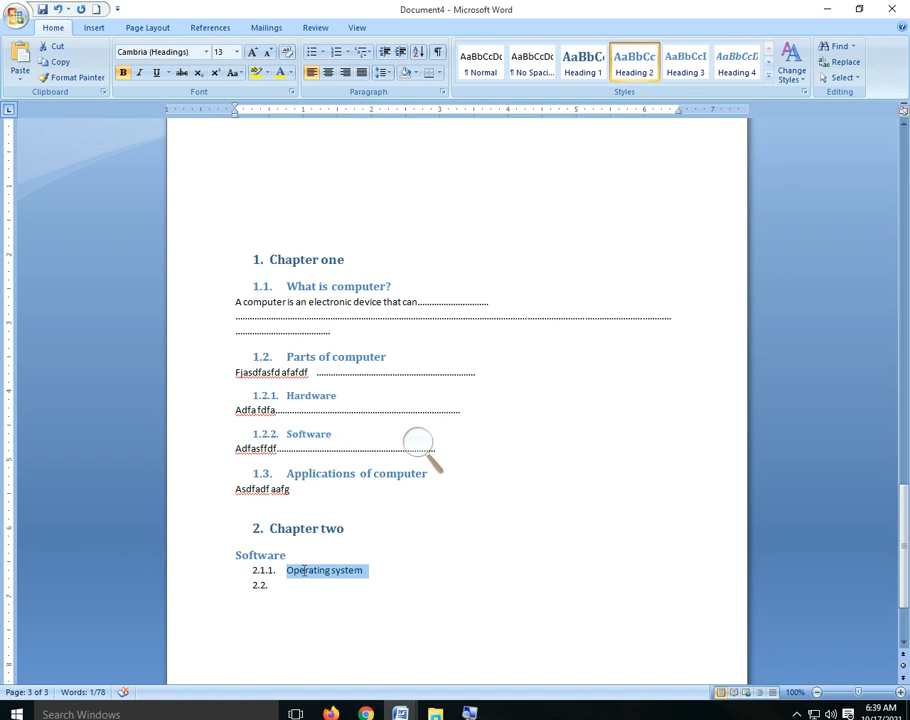 Document4 - Microsoft Word
Home Insert Page Layout References Mailings Review View
Paste
Cut
Copy
Format Painter
Clipboard
Cambria (Headings) 13
Font
Paragraph
AaBbCcDc AaBbCcDc AaBbCc AaBbCc AaBbCcI AaBbCcL
¶ Normal ¶ No Spaci... Heading 1 Heading 2 Heading 3 Heading 4
Change Styles
Styles
Find
Replace
Select
Editing
1. Chapter one
1.1. What is computer?
A computer is an electronic device that can..............................
1.2. Parts of computer
Fjasdfasfd afafdf ................................................................
1.2.1. Hardware
Adfa fdfa................................................................
1.2.2. Software
Adfasffdf................................................................
1.3. Applications of computer
Asdfadf aafg
2. Chapter two
Software
2.1.1. Operating system
2.2.
Page: 3 of 3 Words: 1/78 100%
Search Windows
6:39 AM
10/17/2021